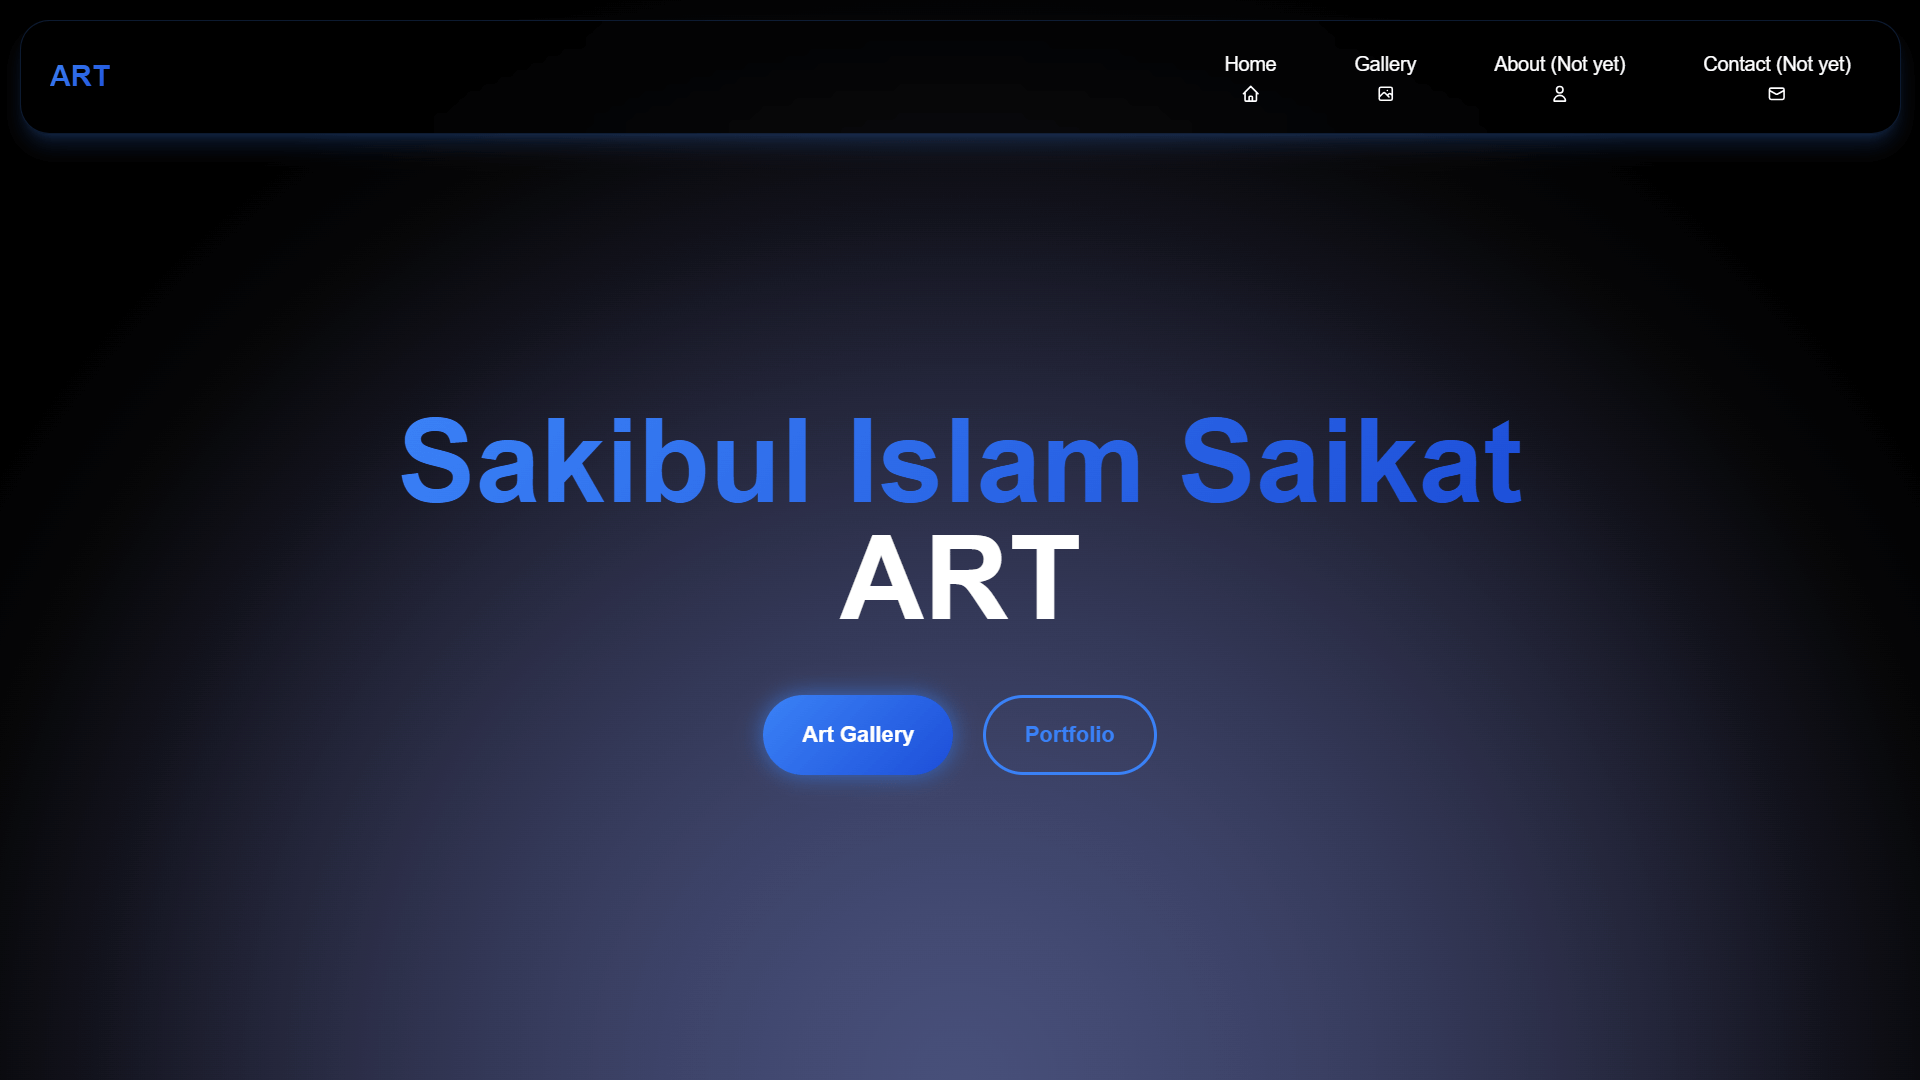 ART
Home
Gallery
About (Not yet)
Contact (Not yet)
Sakibul Islam Saikat
ART
Art Gallery
Portfolio